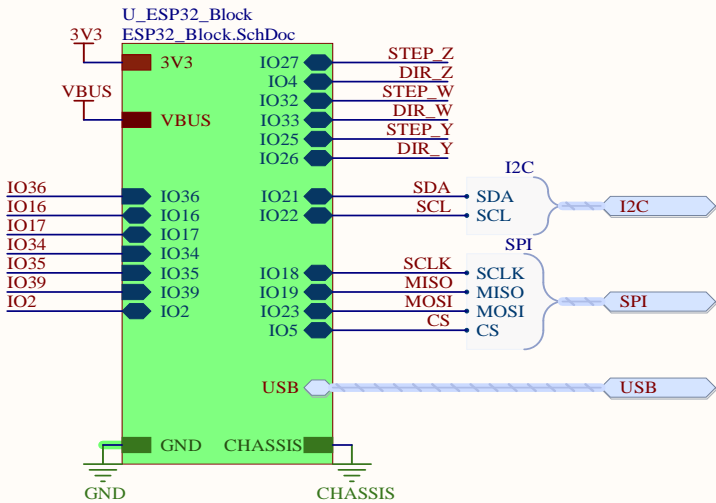 U_ESP32_Block
ESP32_Block.SchDoc
3V3
3V3
IO27
STEP_Z
IO4
DIR_Z
VBUS
IO32
STEP_W
VBUS
IO33
DIR_W
IO25
STEP_Y
IO26
DIR_Y
I2C
IO36
IO36
IO21
SDA
SDA
I2C
IO16
IO16
IO22
SCL
SCL
IO17
IO17
SPI
IO34
IO34
IO35
IO35
IO18
SCLK
SCLK
IO39
IO39
IO19
MISO
MISO
SPI
IO2
IO2
IO23
MOSI
MOSI
IO5
CS
CS
USB
USB
GND
CHASSIS
GND
CHASSIS